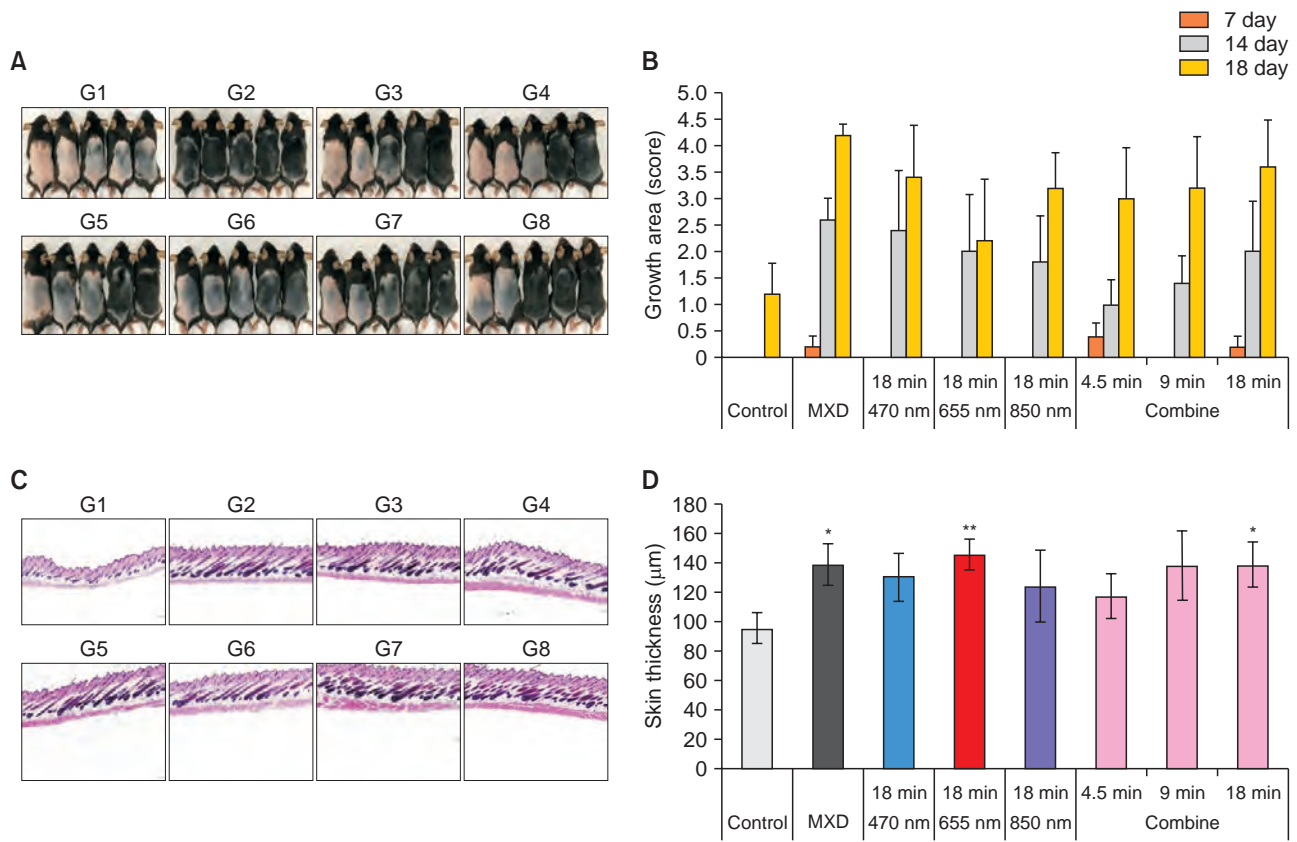 7 day
14 day
18 day
A
G1 G2 G3 G4
G5 G6 G7 G8
B
Growth area (score)
5.0
4.5
4.0
3.5
3.0
2.5
2.0
1.5
1.0
0.5
0
18 min 18 min 18 min 4.5 min 9 min 18 min
Control MXD 470 nm 655 nm 850 nm Combine
C
G1 G2 G3 G4
G5 G6 G7 G8
D
Skin thickness (μm)
180
160
140
120
100
80
60
40
20
0
* ** *
18 min 18 min 18 min 4.5 min 9 min 18 min
Control MXD 470 nm 655 nm 850 nm Combine